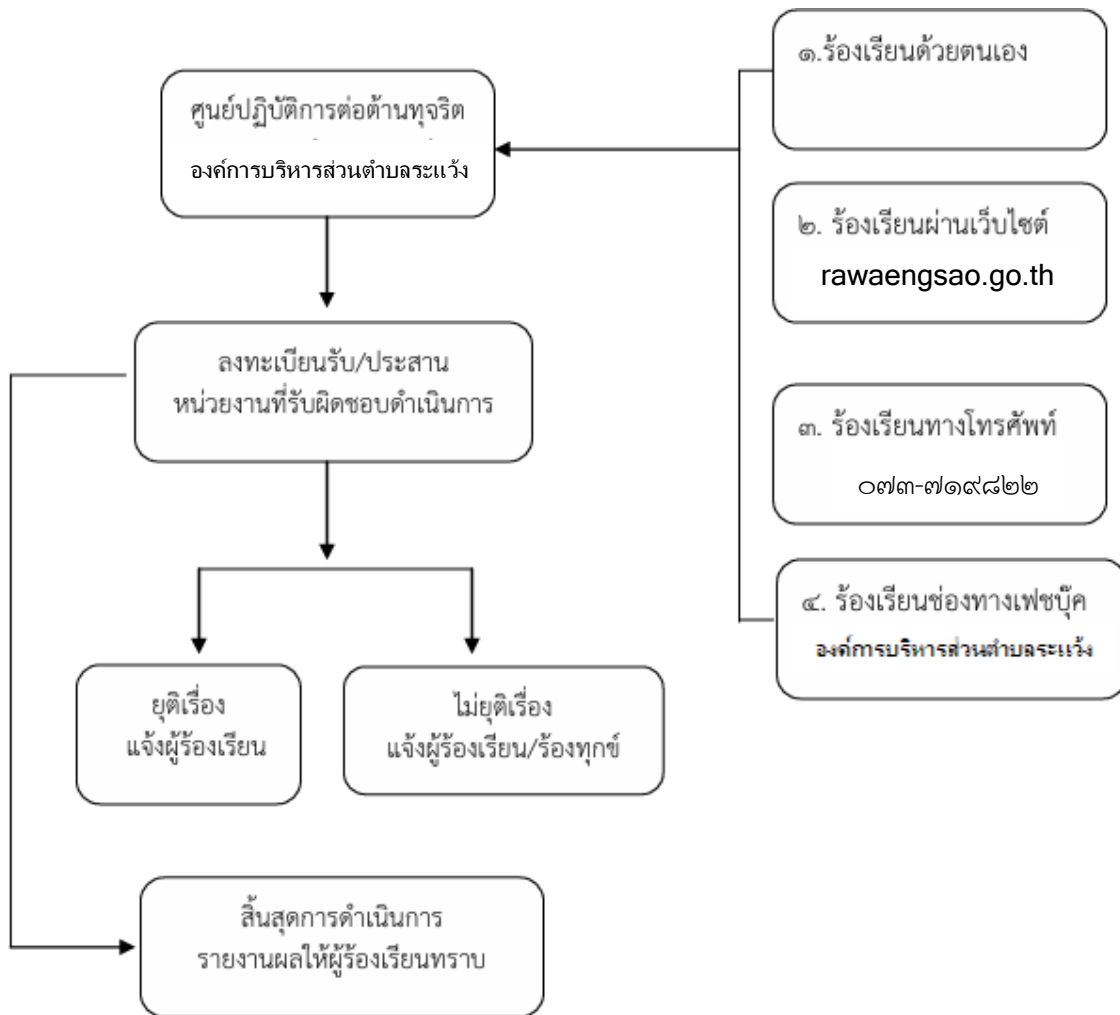 ศูนย์ปฏิบัติการต่อต้านทุจริต
องค์การบริหารส่วนตำบลระแว้ง
๑.ร้องเรียนด้วยตนเอง
๒. ร้องเรียนผ่านเว็บไซต์
rawaengsao.go.th
๓. ร้องเรียนทางโทรศัพท์
๐๗๓-๗๑๙๘๒๒
๔. ร้องเรียนช่องทางเฟซบุ๊ค
องค์การบริหารส่วนตำบลระแว้ง
ลงทะเบียนรับ/ประสาน
หน่วยงานที่รับผิดชอบดำเนินการ
ยุติเรื่อง
แจ้งผู้ร้องเรียน
ไม่ยุติเรื่อง
แจ้งผู้ร้องเรียน/ร้องทุกข์
สิ้นสุดการดำเนินการ
รายงานผลให้ผู้ร้องเรียนทราบ